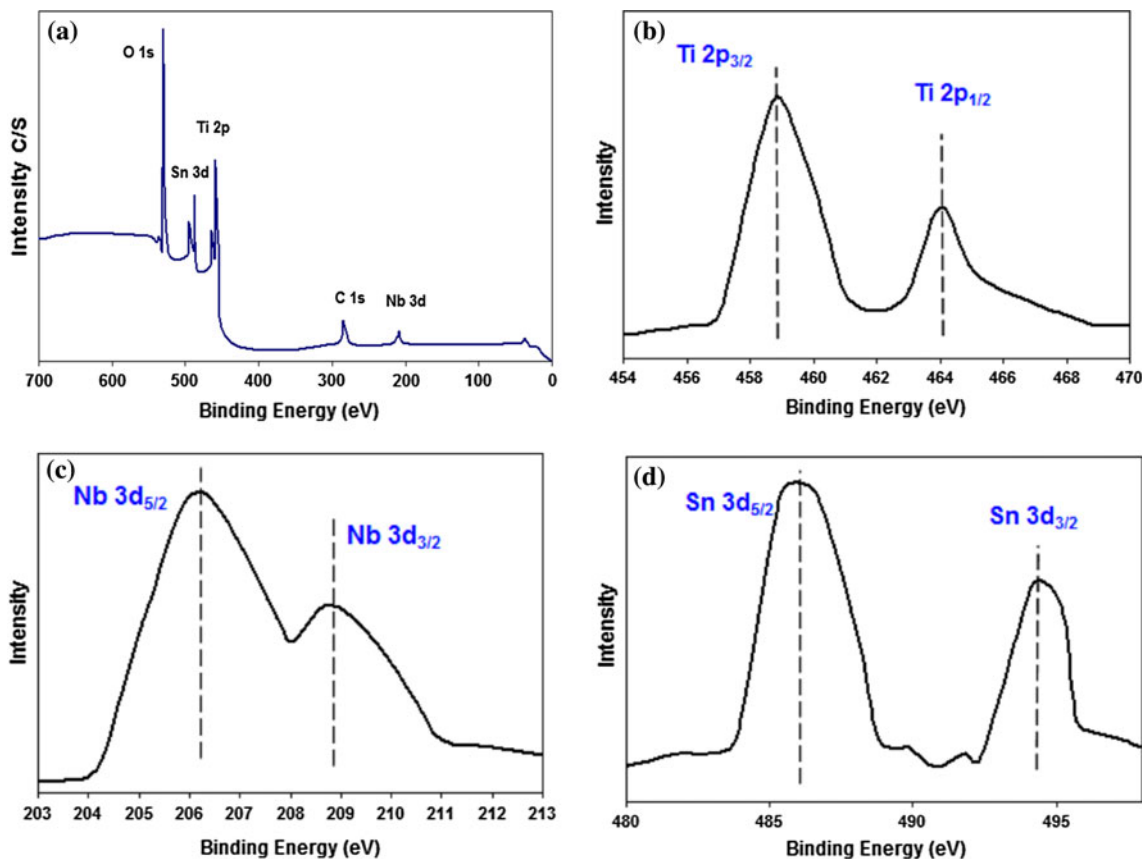 (a)
O 1s
Ti 2p
Sn 3d
C 1s
Nb 3d
Intensity C/s
700 600 500 400 300 200 100 0
Binding Energy (eV)
(b)
Ti 2p3/2
Ti 2p1/2
Intensity
454 456 458 460 462 464 466 468 470
Binding Energy (eV)
(c)
Nb 3d5/2
Nb 3d3/2
Intensity
203 204 205 206 207 208 209 210 211 212 213
Binding Energy (eV)
(d)
Sn 3d5/2
Sn 3d3/2
Intensity
480 485 490 495
Binding Energy (eV)